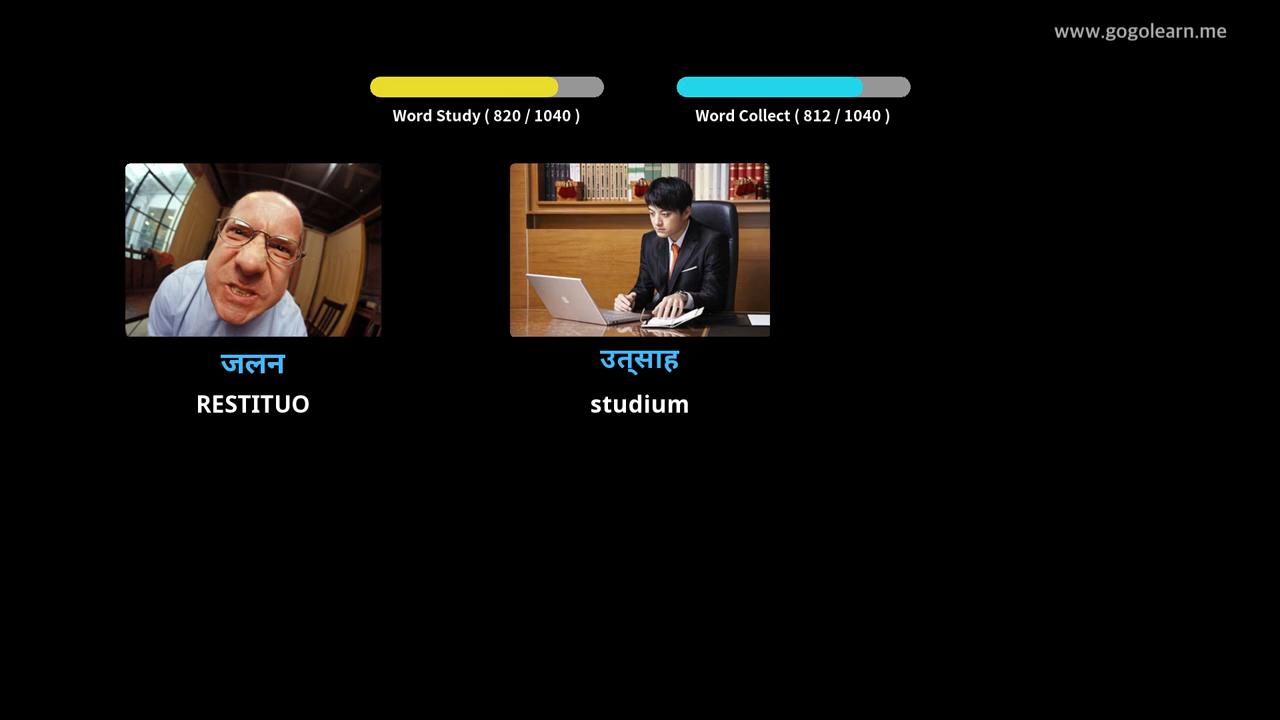 www.gogolearn.me
Word Study ( 820 / 1040 )
Word Collect ( 812 / 1040 )
जलन
RESTITUO
उत्साह
studium